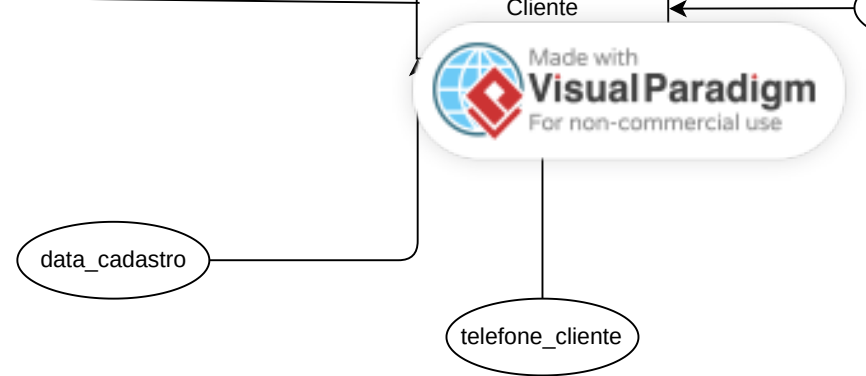 Cliente
Made with
Visual Paradigm
For non-commercial use
data_cadastro
telefone_cliente